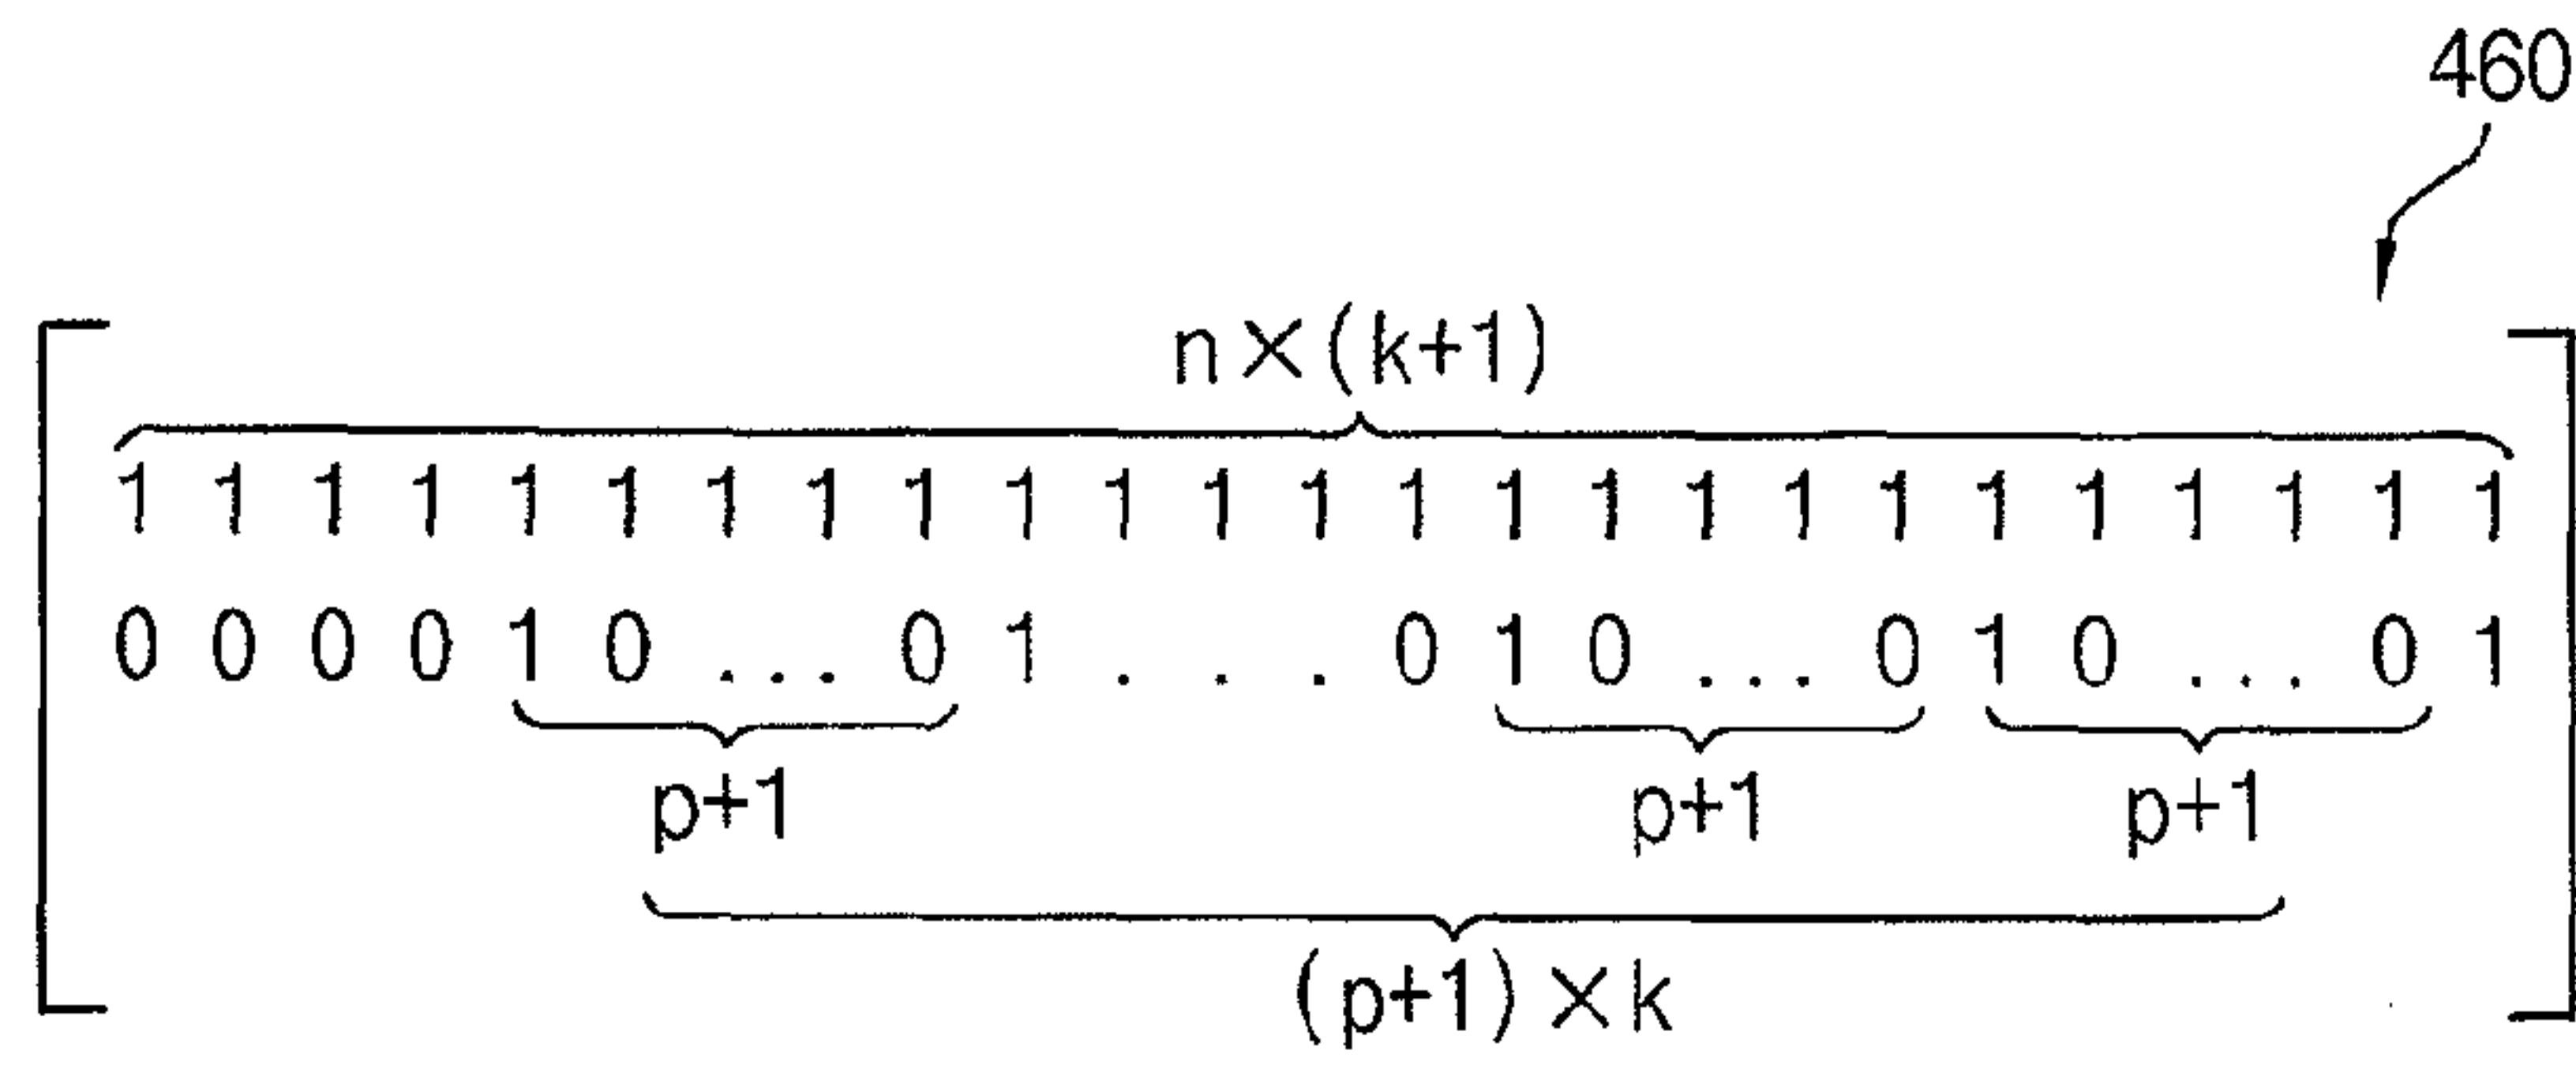 460
n×(k+1)
1 1 1 1 1 1 1 1 1 1 1 1 1 1 1 1 1 1 1 1 1 1 1 1 1
0 0 0 0 1 0 ... 0 1 . . . 0 1 0 ... 0 1 0 ... 0 1
p+1 p+1 p+1
(p+1)×k